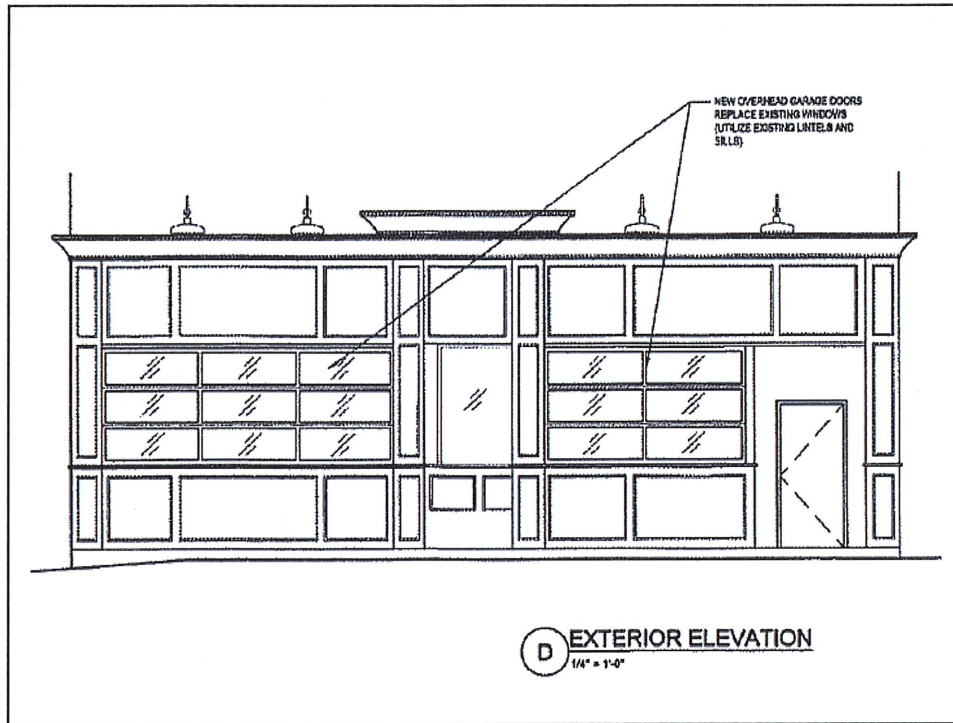 NEW OVERHEAD GARAGE DOORS
REPLACE EXISTING WINDOWS
(UTILIZE EXISTING LINTELS AND
SILLS)
D EXTERIOR ELEVATION
1/4" = 1'-0"